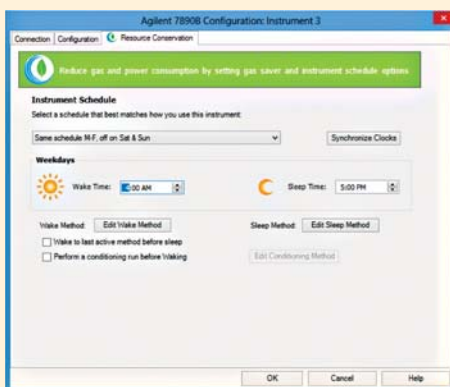 Agilent 7890B Configuration: Instrument 3
Connection Configuration Resource Conservation
Reduce gas and power consumption by setting gas saver and instrument schedule options
Instrument Schedule
Select a schedule that best matches how you use this instrument:
Same schedule M-F, off on Sat & Sun
Synchronize Clocks
Weekdays
Wake Time: :00 AM
Sleep Time: 5:00 PM
Wake Method: Edit Wake Method
Sleep Method: Edit Sleep Method
Wake to last active method before sleep
Perform a conditioning run before Waking
Edit Conditioning Method
OK Cancel Help